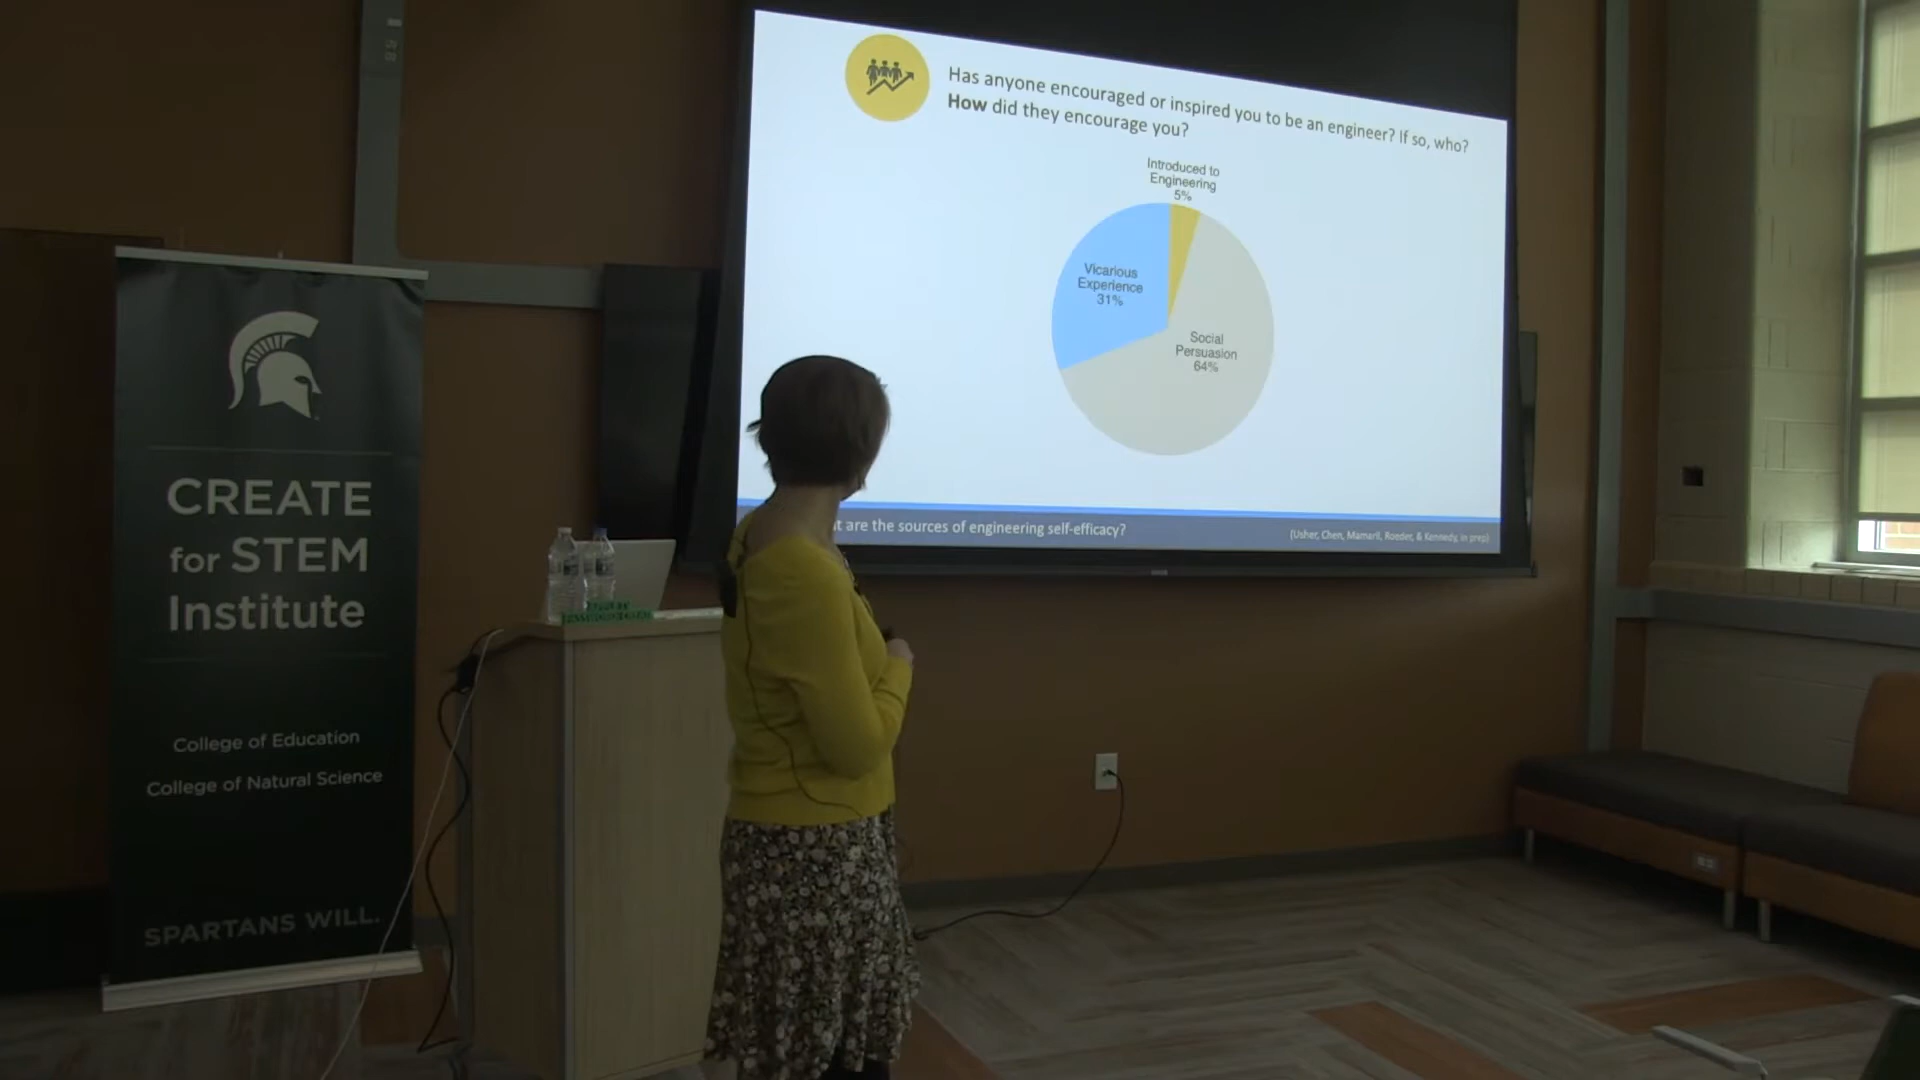 Has anyone encouraged or inspired you to be an engineer? If so, who?
How did they encourage you?
Introduced to
Engineering
5%
Vicarious
Experience
31%
Social
Persuasion
64%
are the sources of engineering self-efficacy?
(Usher, Chen, Mamaril, Roeder, & Kennedy, in prep)
CREATE
for STEM
Institute
College of Education
College of Natural Science
SPARTANS WILL.